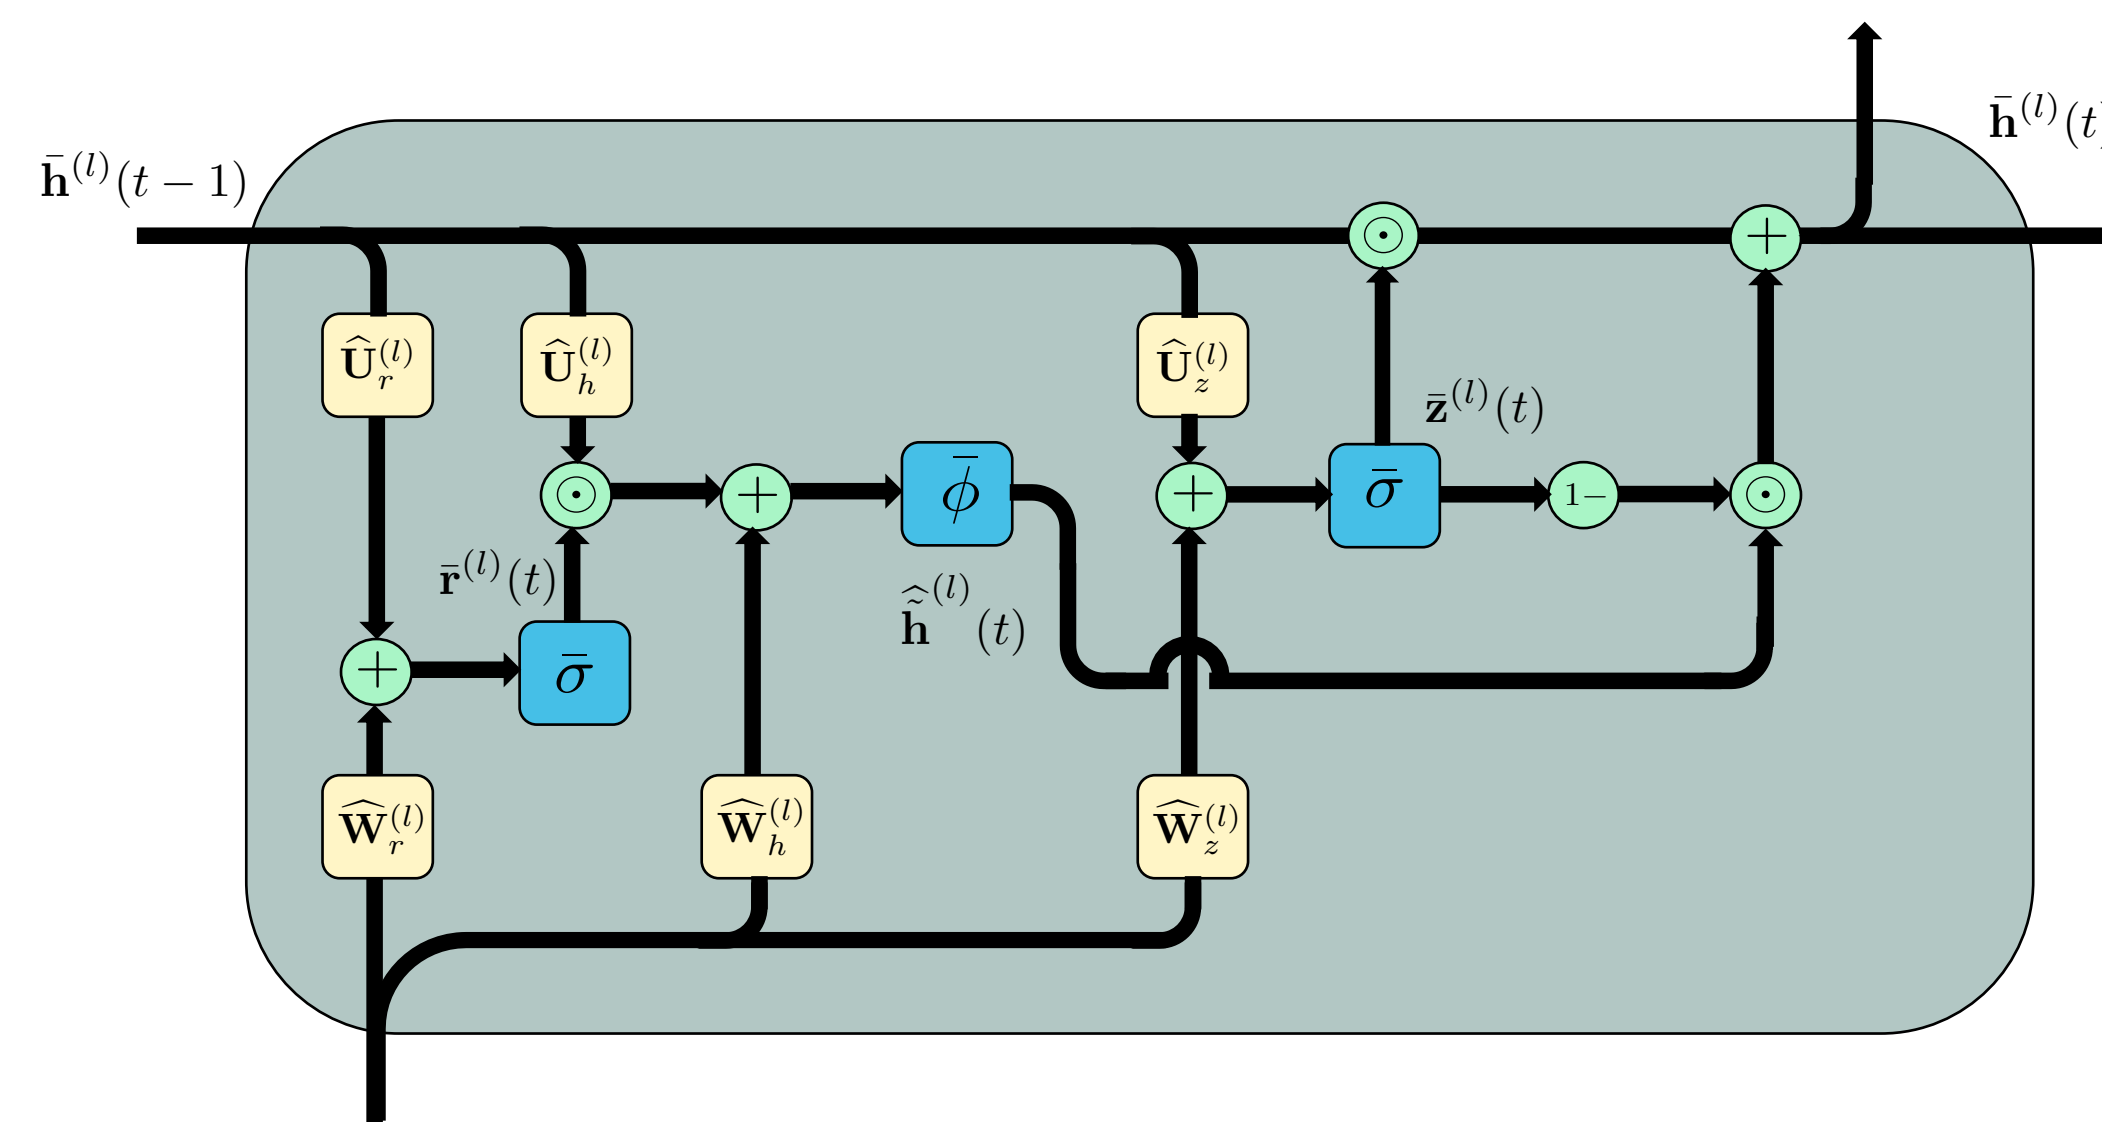 h̄⁽ˡ⁾(t
h̄⁽ˡ⁾(t − 1)
⊙ +
Û_r⁽ˡ⁾ Û_h⁽ˡ⁾ Û_z⁽ˡ⁾
z̄⁽ˡ⁾(t)
⊙ + ϕ̄ + σ̄ 1− ⊙
r̄⁽ˡ⁾(t)
h̃̂⁽ˡ⁾(t)
+ σ̄
Ŵ_r⁽ˡ⁾ Ŵ_h⁽ˡ⁾ Ŵ_z⁽ˡ⁾